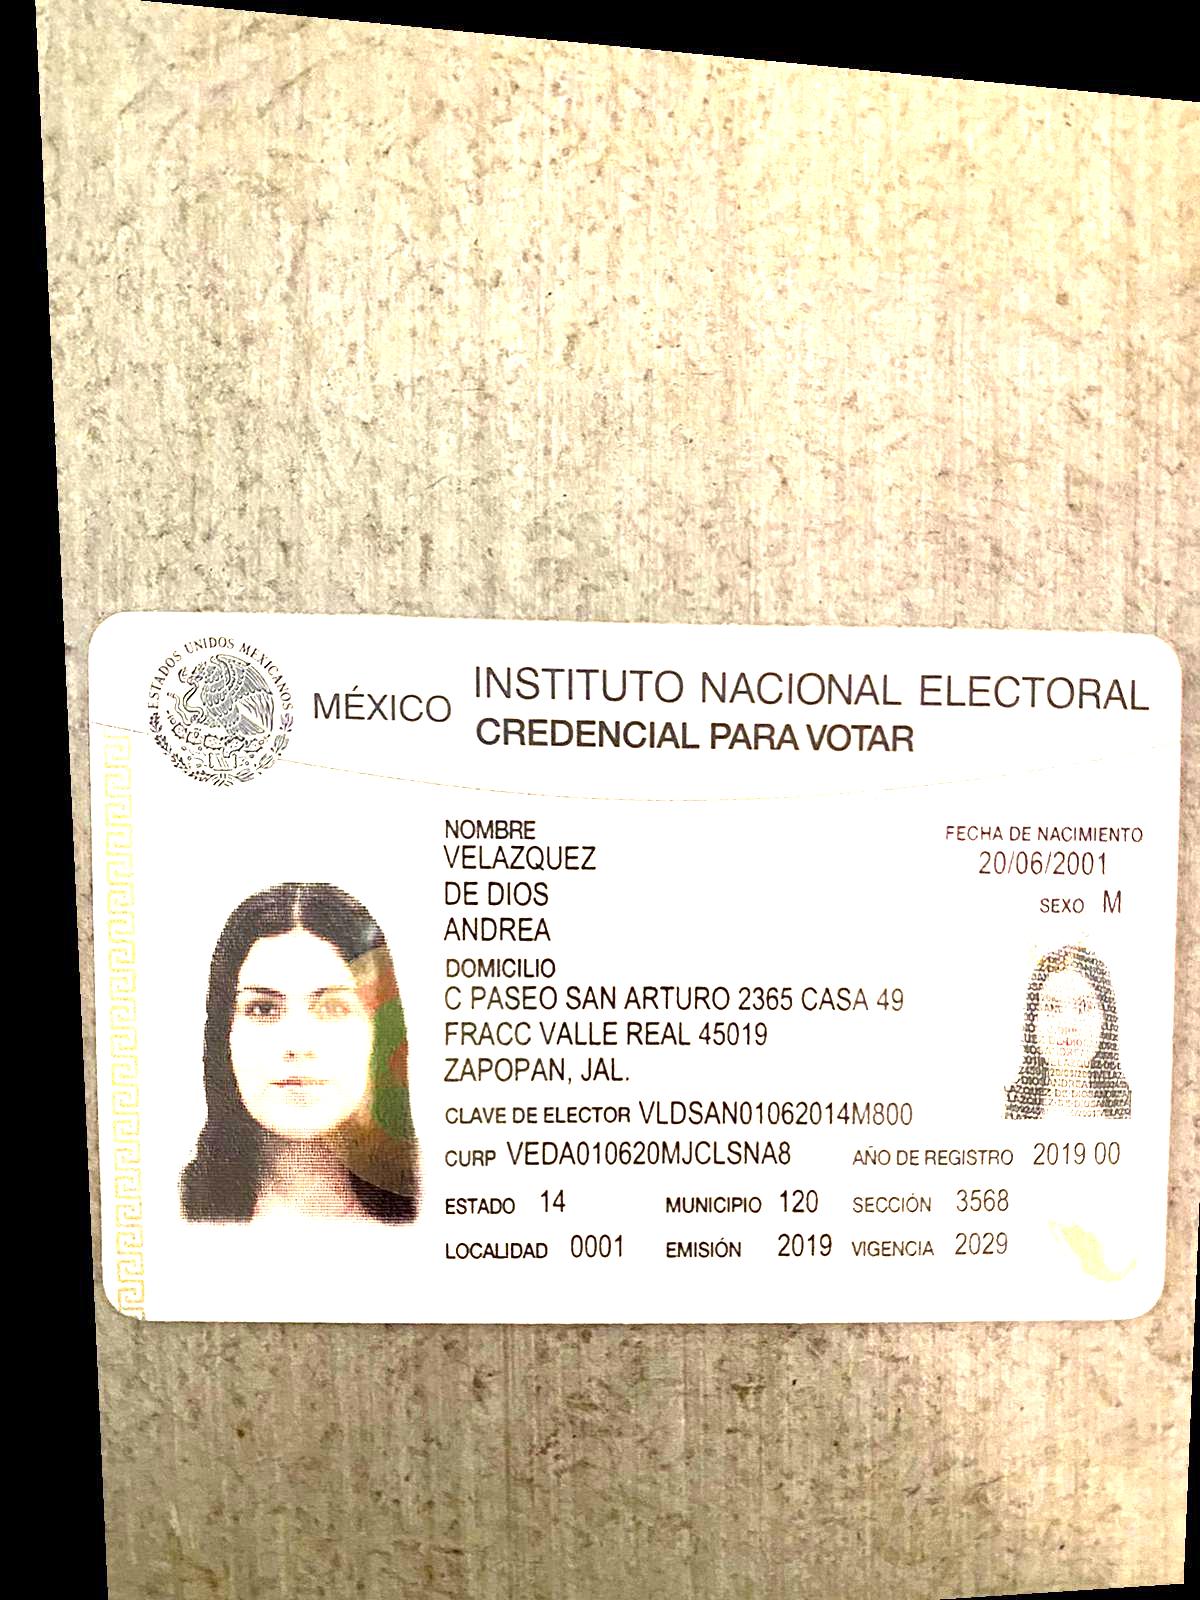 ESTADOS UNIDOS MEXICANOS
MÉXICO
INSTITUTO NACIONAL ELECTORAL
CREDENCIAL PARA VOTAR
NOMBRE
VELAZQUEZ
DE DIOS
ANDREA
FECHA DE NACIMIENTO
20/06/2001
SEXO M
DOMICILIO
C PASEO SAN ARTURO 2365 CASA 49
FRACC VALLE REAL 45019
ZAPOPAN, JAL.
CLAVE DE ELECTOR VLDSAN01062014M800
CURP VEDA010620MJCLSNA8 AÑO DE REGISTRO 2019 00
ESTADO 14 MUNICIPIO 120 SECCIÓN 3568
LOCALIDAD 0001 EMISIÓN 2019 VIGENCIA 2029